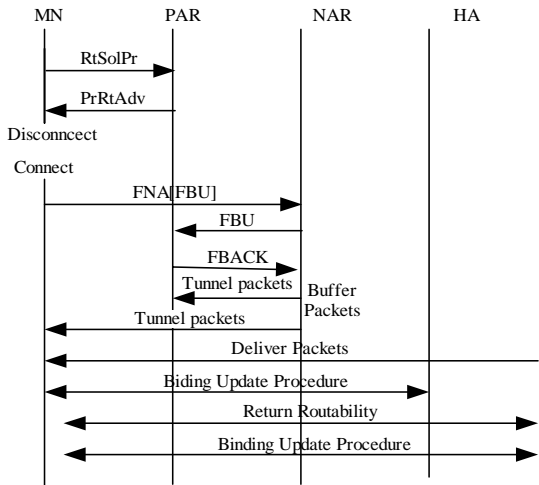 MN PAR NAR HA
RtSolPr
PrRtAdv
Disconncect
Connect
FNA[FBU]
FBU
FBACK
Tunnel packets
Buffer
Packets
Tunnel packets
Deliver Packets
Biding Update Procedure
Return Routability
Binding Update Procedure